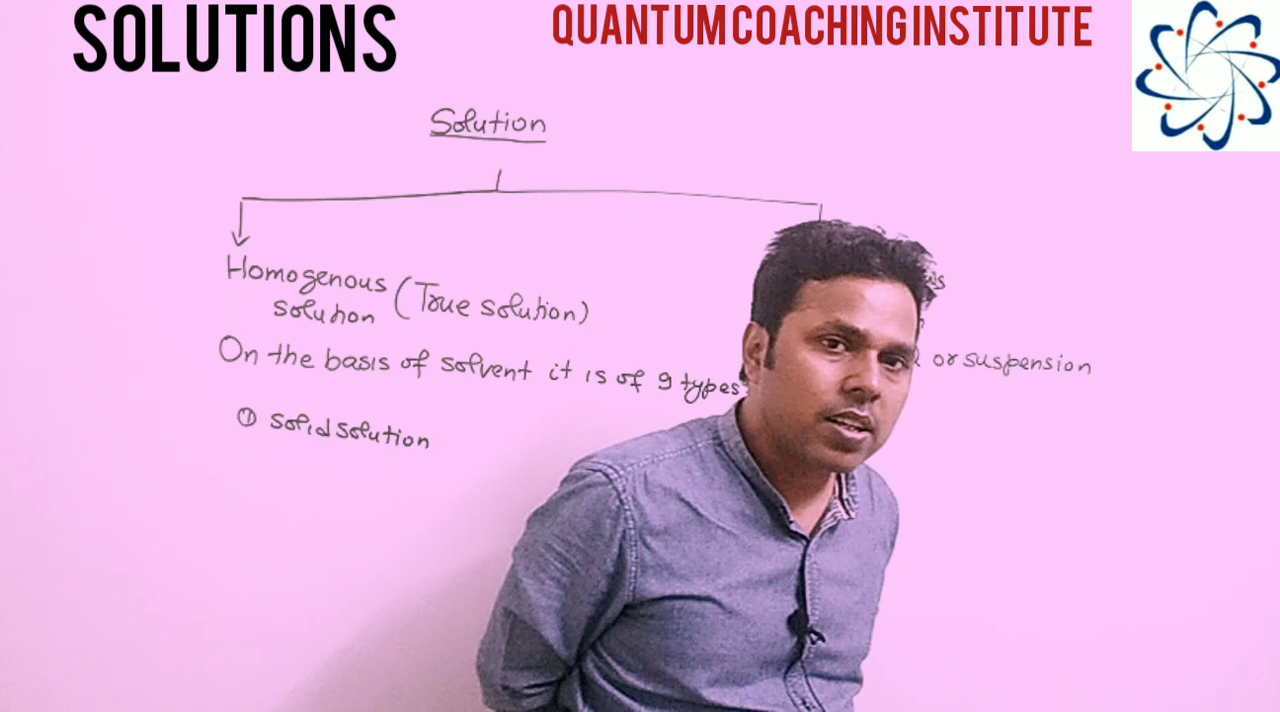 SOLUTIONS
QUANTUM COACHING INSTITUTE
Solution
Homogenous (True solution)
solution
On the basis of solvent it is of 9 types
① solid solution
or suspension